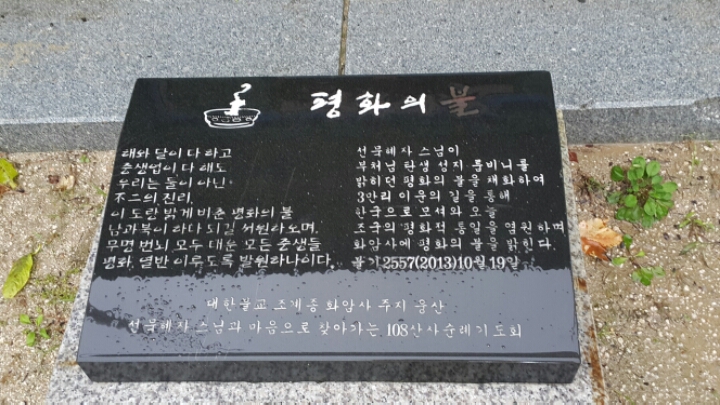 평화의 불
해와 달이 다 하고
중생업이 다 해도
우리는 둘이 아닌
不二의 진리.
이 도량 밝게 비춘 평화의 불
남과북이 하나 되길 서원하오며,
무명 번뇌 모두 태운 모든 중생들
평화 열반 이루도록 발원하나이다.
선묵혜자 스님이
부처님 탄생 성지 룸비니를
밝히던 평화의 불을 채화하여
3만리 이운의 길을 통해
한국으로 모셔와 오늘
조국의 평화적 통일을 염원하며
화암사에 평화의 불을 밝힌다.
불기 2557(2013)10월 19일
대한불교 조계종 화암사 주지 웅산
선묵혜자 스님과 마음으로 찾아가는 108산사순례기도회